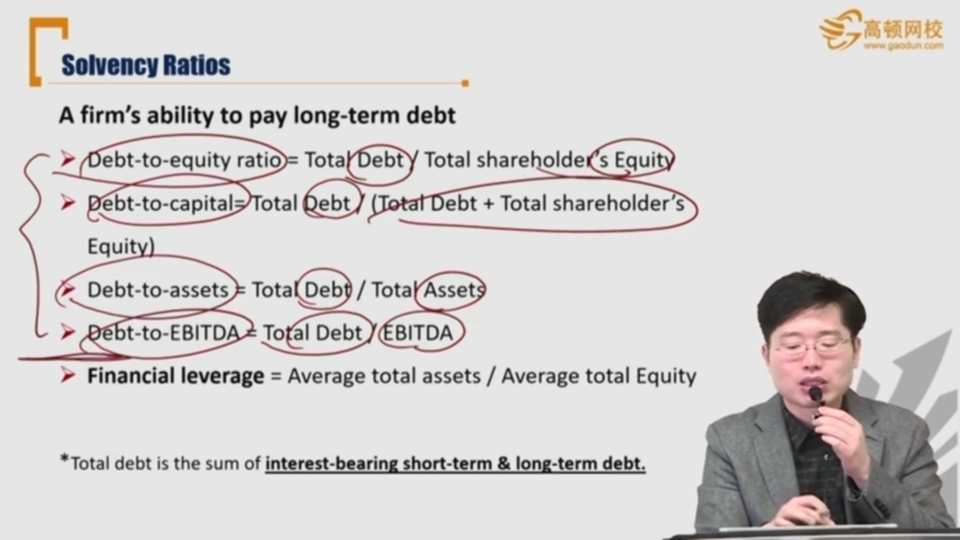 高顿网校
www.gaodun.com
Solvency Ratios
A firm's ability to pay long-term debt
Debt-to-equity ratio = Total Debt / Total shareholder's Equity
Debt-to-capital= Total Debt / (Total Debt + Total shareholder's
Equity)
Debt-to-assets = Total Debt / Total Assets
Debt-to-EBITDA = Total Debt / EBITDA
Financial leverage = Average total assets / Average total Equity
*Total debt is the sum of interest-bearing short-term & long-term debt.